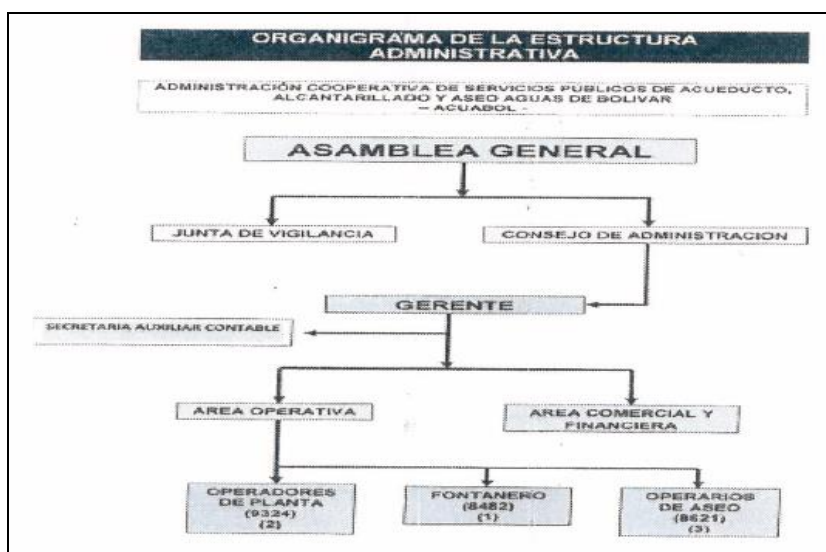 ORGANIGRAMA DE LA ESTRUCTURA
ADMINISTRATIVA
ADMINISTRACIÓN COOPERATIVA DE SERVICIOS PUBLICOS DE ACUEDUCTO,
ALCANTARILLADO Y ASEO AGUAS DE BOLIVAR
– ACUABOL -
ASAMBLEA GENERAL
JUNTA DE VIGILANCIA
CONSEJO DE ADMINISTRACION
GERENTE
SECRETARIA AUXILIAR CONTABLE
AREA OPERATIVA
AREA COMERCIAL Y
FINANCIERA
OPERADORES
DE PLANTA
(9324)
(2)
FONTANERO
(8482)
(1)
OPERARIOS
DE ASEO
(8621)
(3)